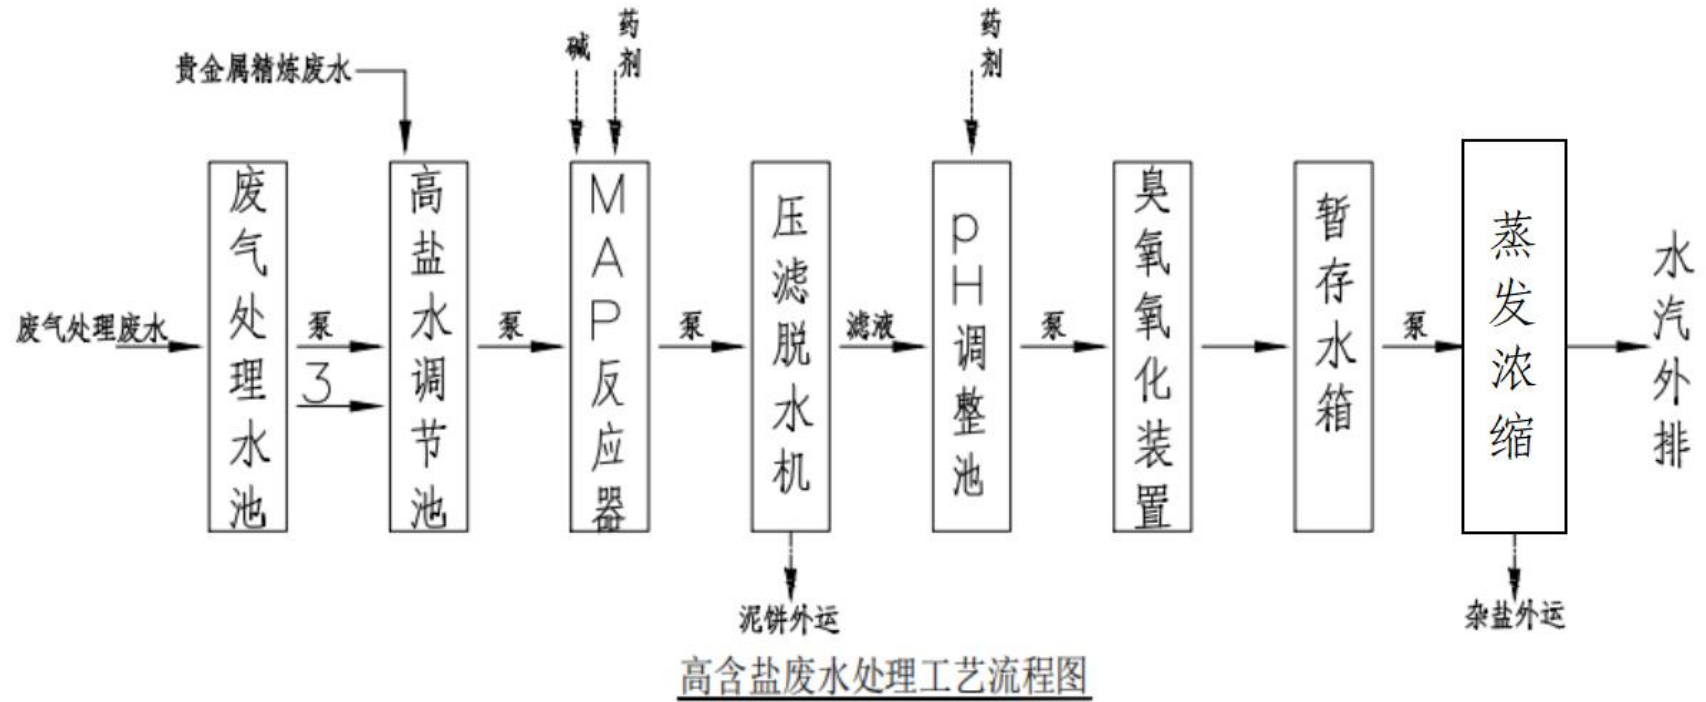 药剂
药剂
碱
贵金属精炼废水
废气处理水池
高盐水调节池
MAP反应器
压滤脱水机
pH调整池
臭氧氧化装置
暂存水箱
蒸发浓缩
水汽外排
废气处理废水
泵
泵
泵
滤液
泵
泵
3
泥饼外运
杂盐外运
高含盐废水处理工艺流程图